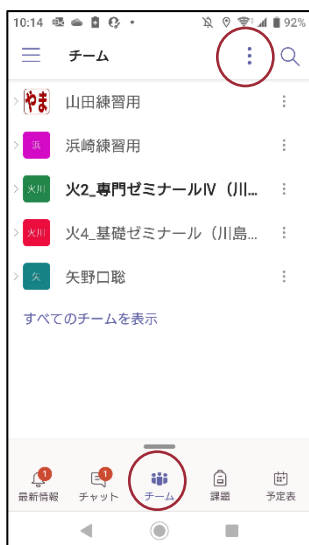 10:14 92%
チーム
やま 山田練習用
浜 浜崎練習用
火川 火2_専門ゼミナールⅣ（川...
火川 火4_基礎ゼミナール（川島...
矢 矢野口聡
すべてのチームを表示
1 1
最新情報 チャット チーム 課題 予定表